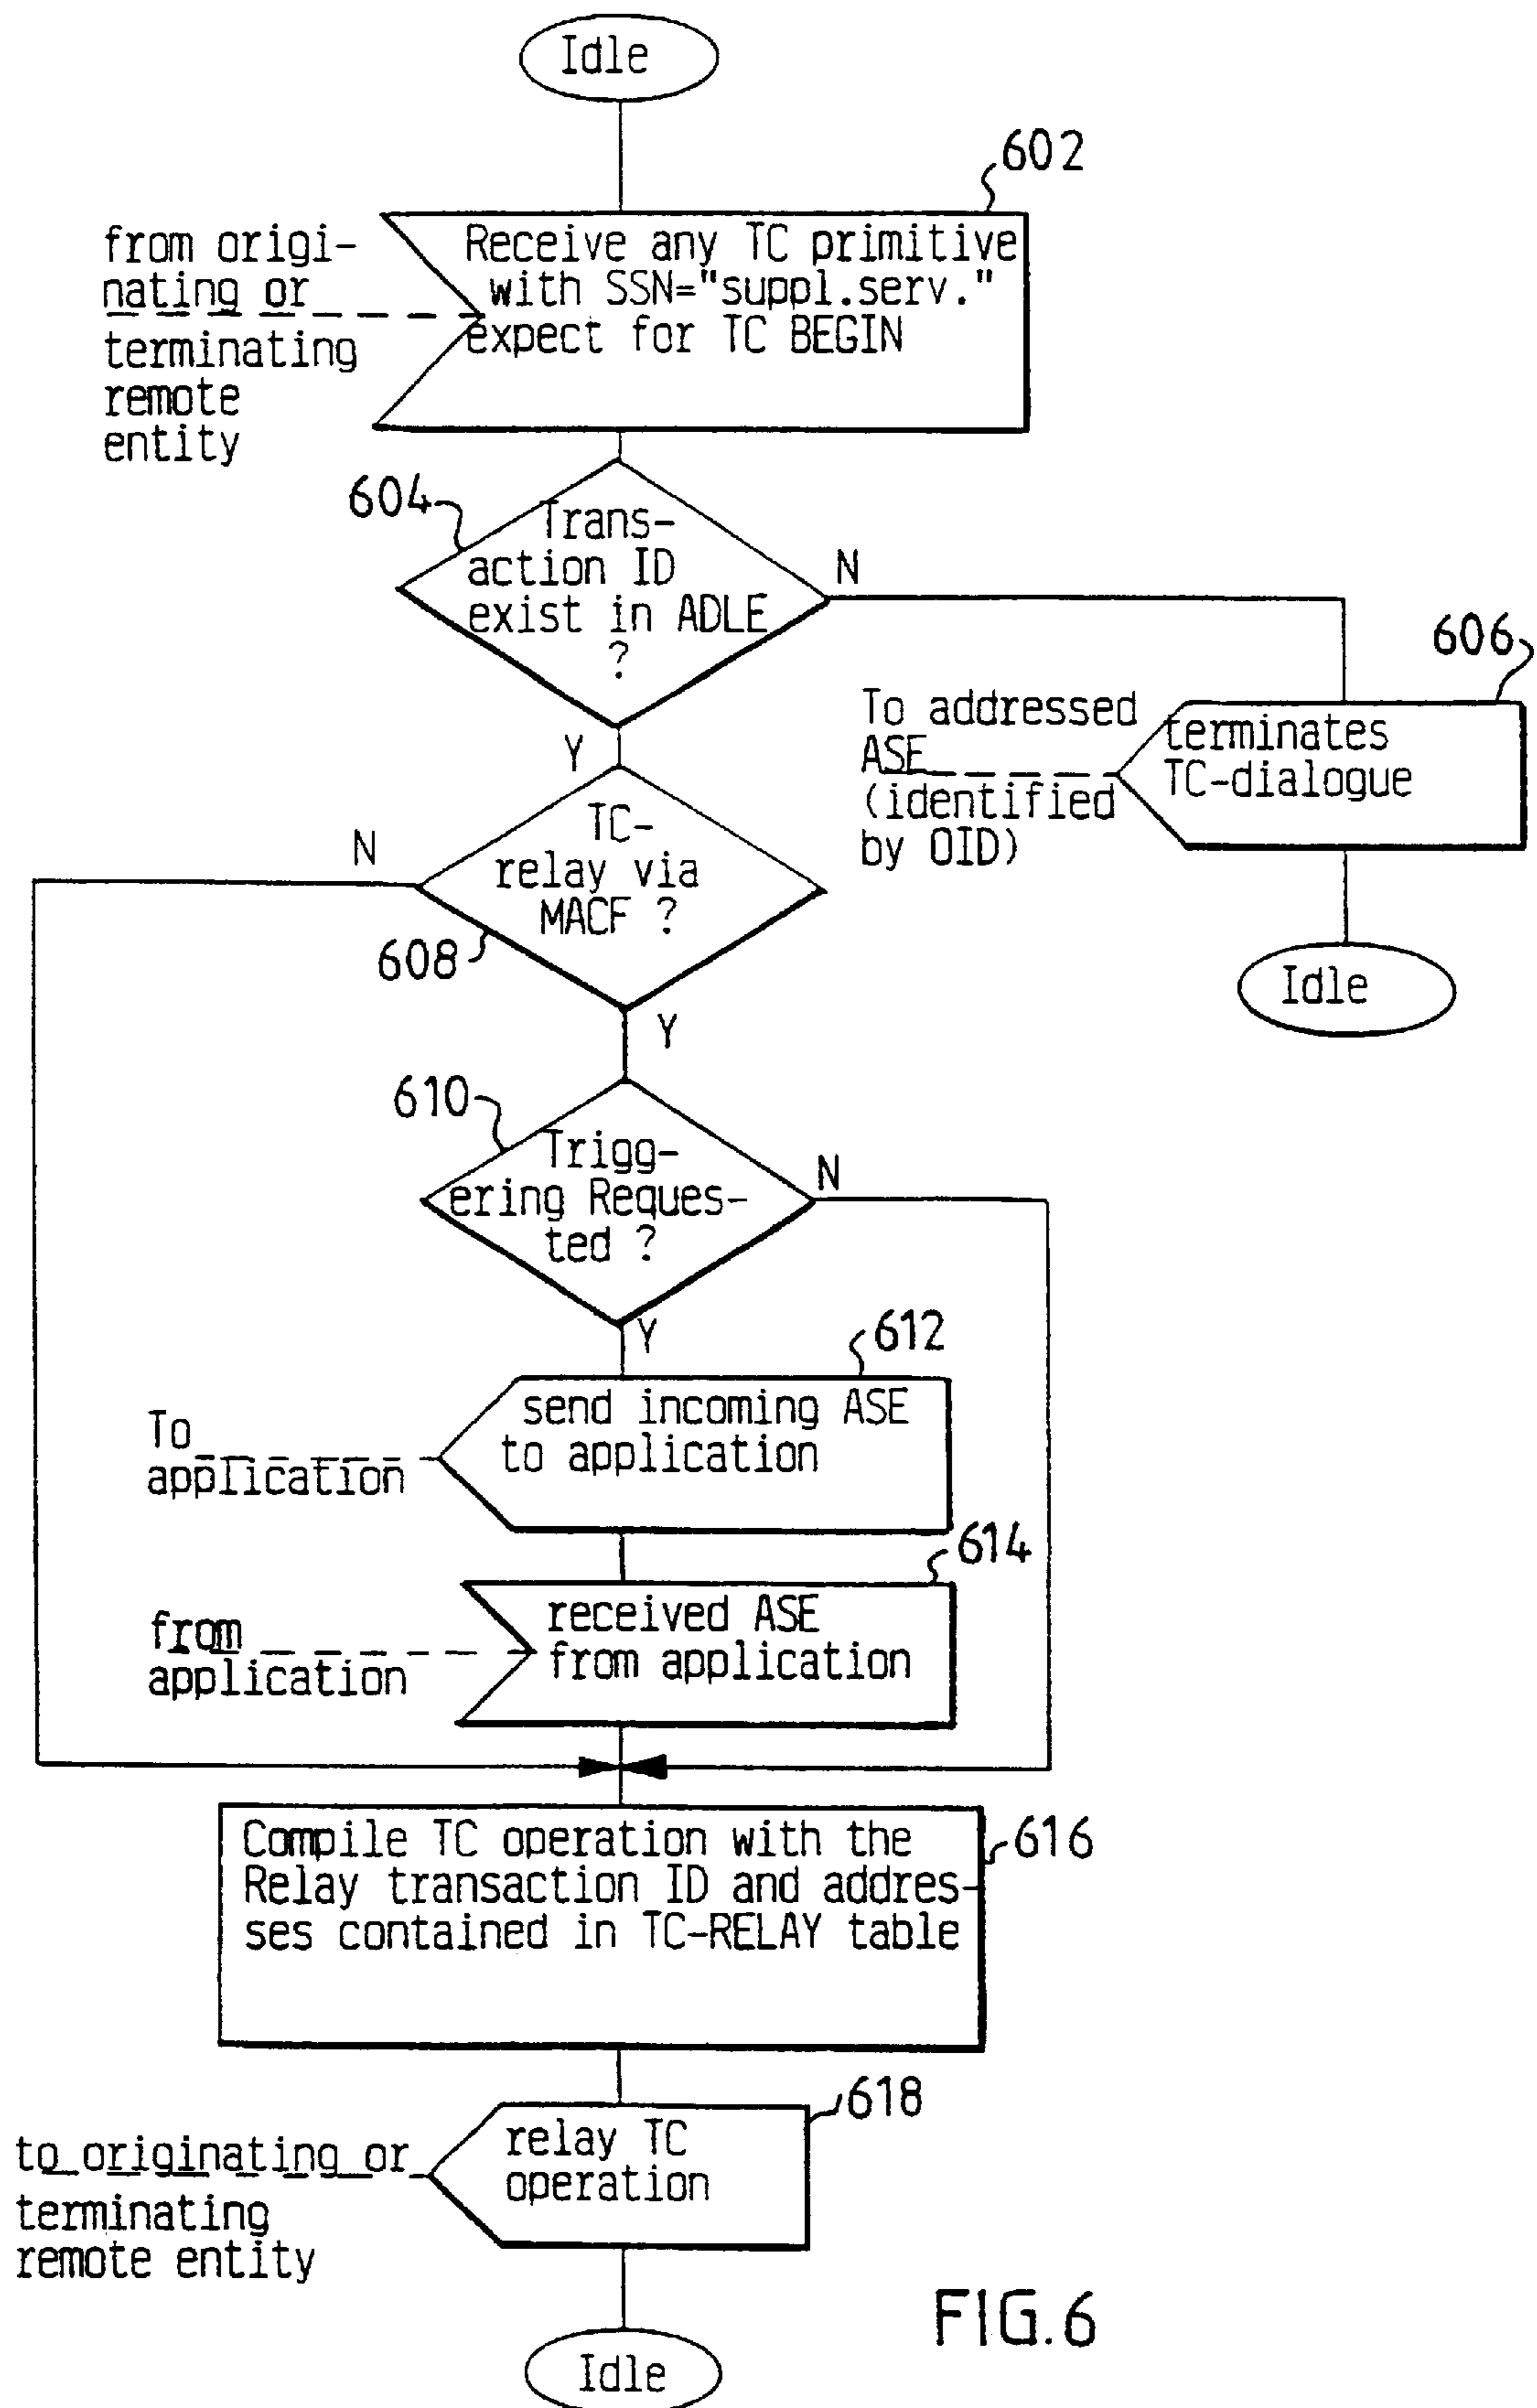 Idle
602
from origi-
nating or
terminating
remote
entity
Receive any TC primitive
with SSN="suppl.serv."
expect for TC BEGIN
604
Trans-
action ID
exist in ADLE
?
N
Y
606
To addressed
ASE
(identified
by OID)
terminates
TC-dialogue
Idle
TC-
relay via
MACF ?
N
608
Y
610
Trigg-
ering Reques-
ted ?
N
Y
612
To
application
send incoming ASE
to application
614
from
application
received ASE
from application
Compile TC operation with the
Relay transaction ID and addres-
ses contained in TC-RELAY table
616
618
to originating or
terminating
remote entity
relay TC
operation
Idle
FIG.6